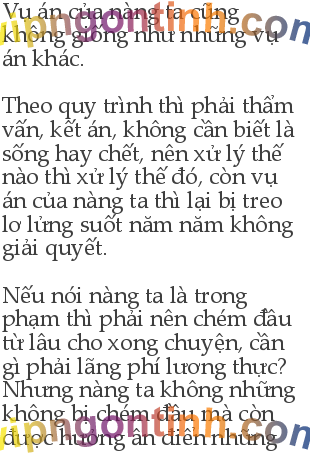 Vụ án của nàng ta cũng
không giống như những vụ
án khác.
Theo quy trình thì phải thẩm
vấn, kết án, không cần biết là
sống hay chết, nên xử lý thế
nào thì xử lý thế đó, còn vụ
án của nàng ta thì lại bị treo
lơ lửng suốt năm năm không
giải quyết.
Nếu nói nàng ta là trong
phạm thì phải nên chém đầu
từ lâu cho xong chuyện, cần
gì phải lãng phí lương thực?
Nhưng nàng ta không những
không bị chém đầu mà còn
được hưởng ân điển những
vipngontinh.com
vipngontinh.com